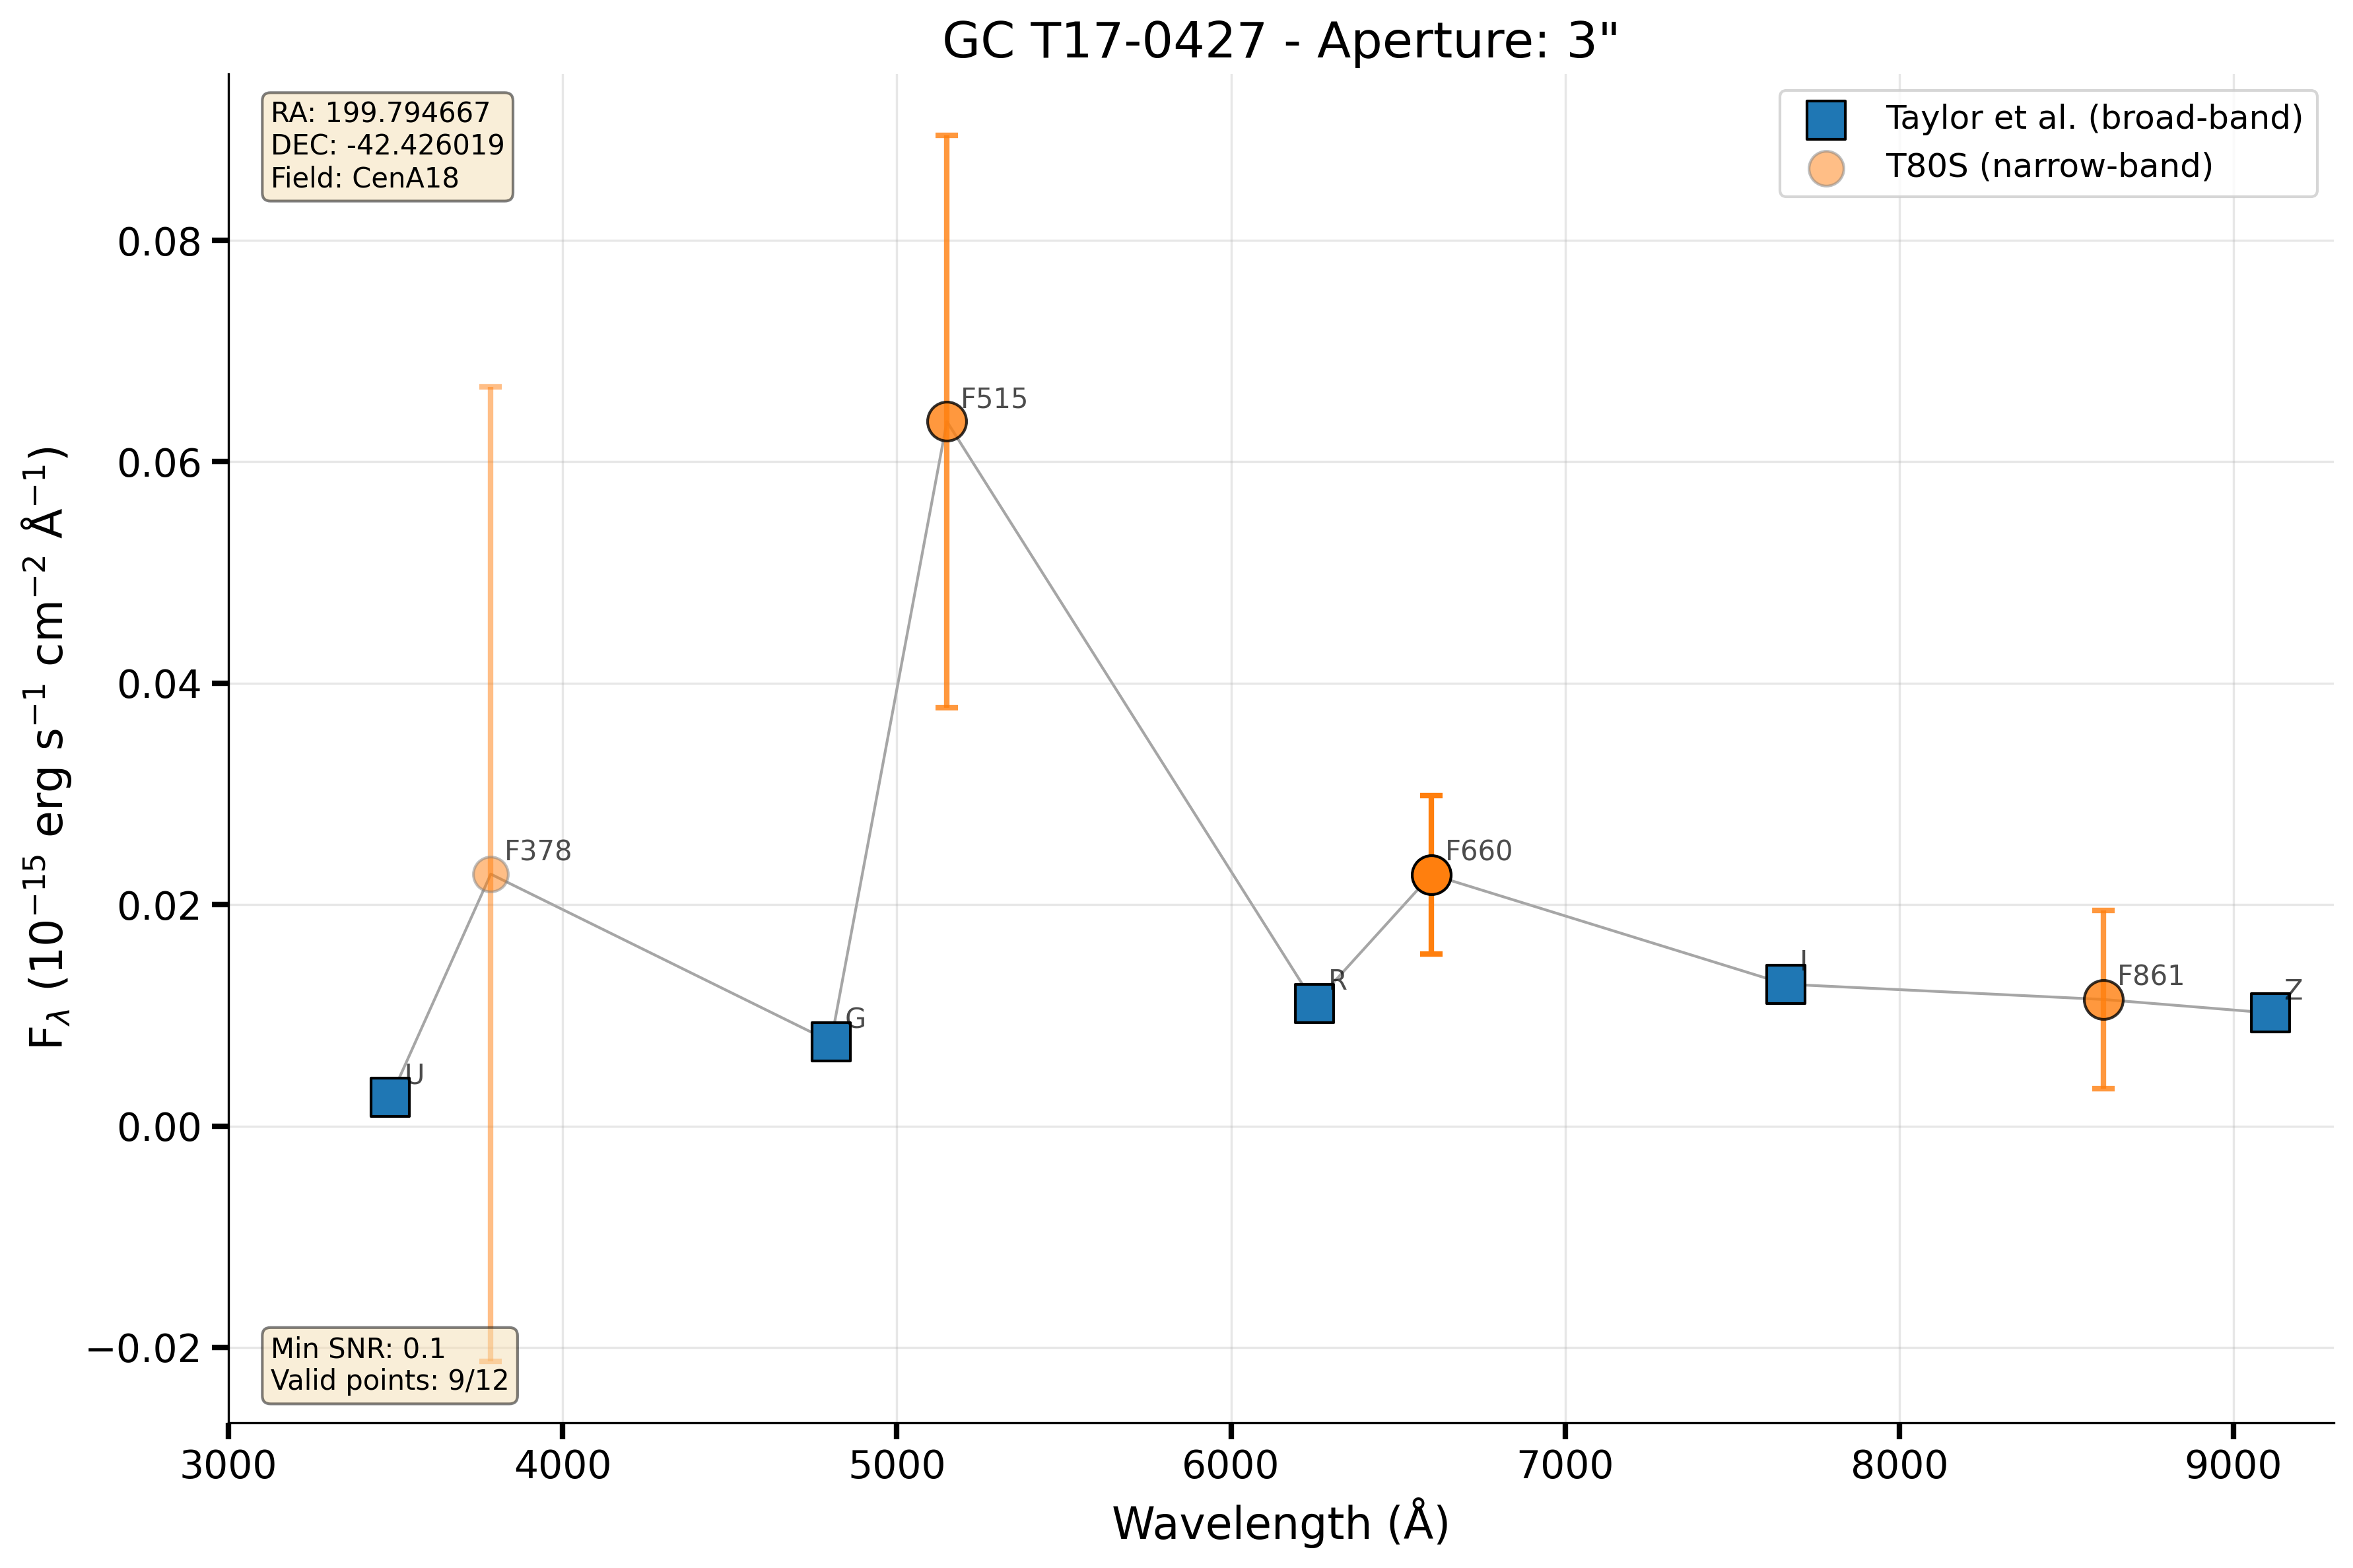 GC T17-0427 - Aperture: 3"
RA: 199.794667
DEC: -42.426019
Field: CenA18
Taylor et al. (broad-band)
T80S (narrow-band)
F_λ (10⁻¹⁵ erg s⁻¹ cm⁻² Å⁻¹)
0.08
0.06
0.04
0.02
0.00
−0.02
U
F378
G
F515
R
F660
I
F861
Z
Min SNR: 0.1
Valid points: 9/12
3000 4000 5000 6000 7000 8000 9000
Wavelength (Å)